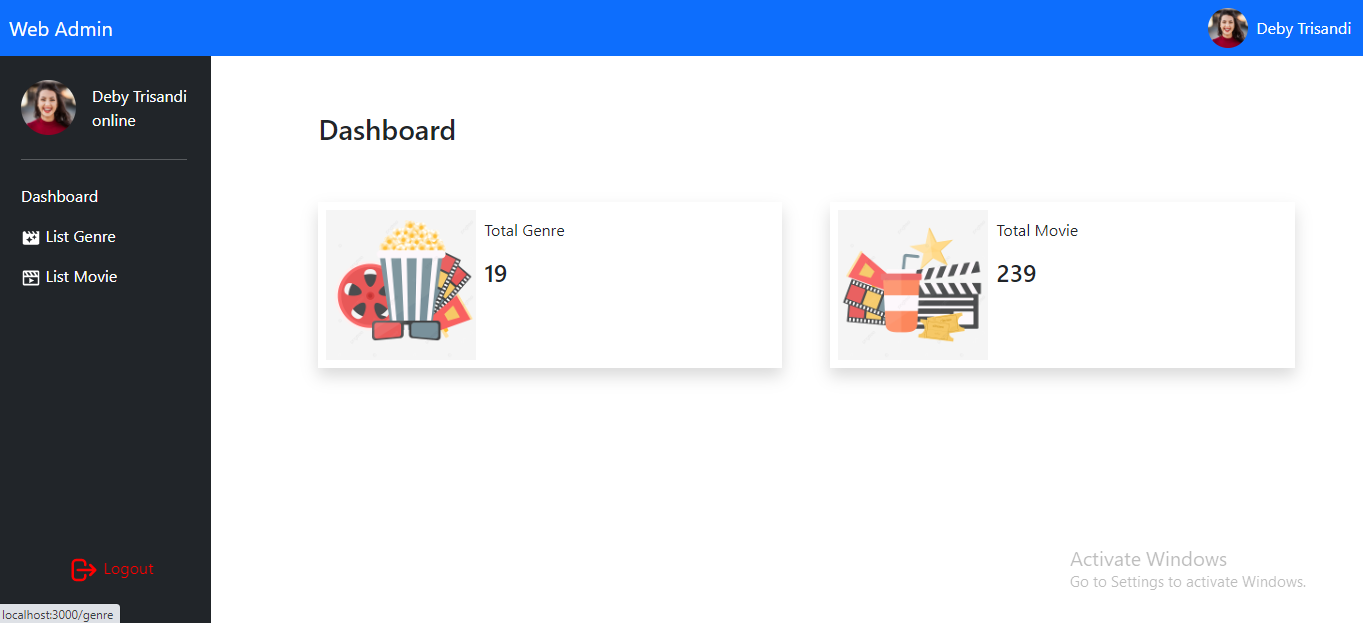 Web Admin
Deby Trisandi
Deby Trisandi
online
Dashboard
List Genre
List Movie
Logout
Dashboard
Total Genre
19
Total Movie
239
Activate Windows
Go to Settings to activate Windows.
localhost:3000/genre